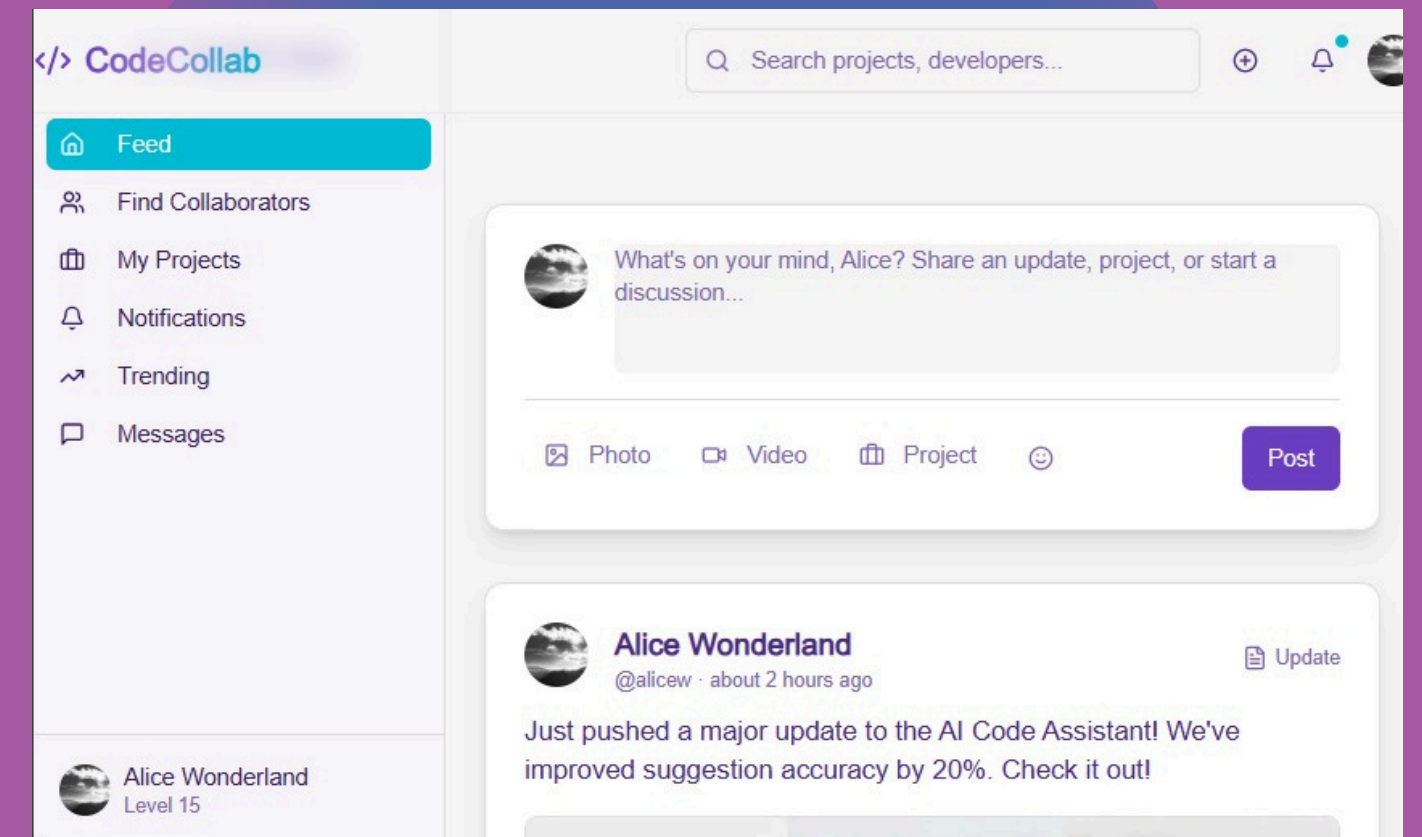 </> CodeCollab
Search projects, developers...
Feed
Find Collaborators
My Projects
Notifications
Trending
Messages
Alice Wonderland
Level 15
What's on your mind, Alice? Share an update, project, or start a
discussion...
Photo
Video
Project
Post
Alice Wonderland
@alicew · about 2 hours ago
Update
Just pushed a major update to the AI Code Assistant! We've
improved suggestion accuracy by 20%. Check it out!